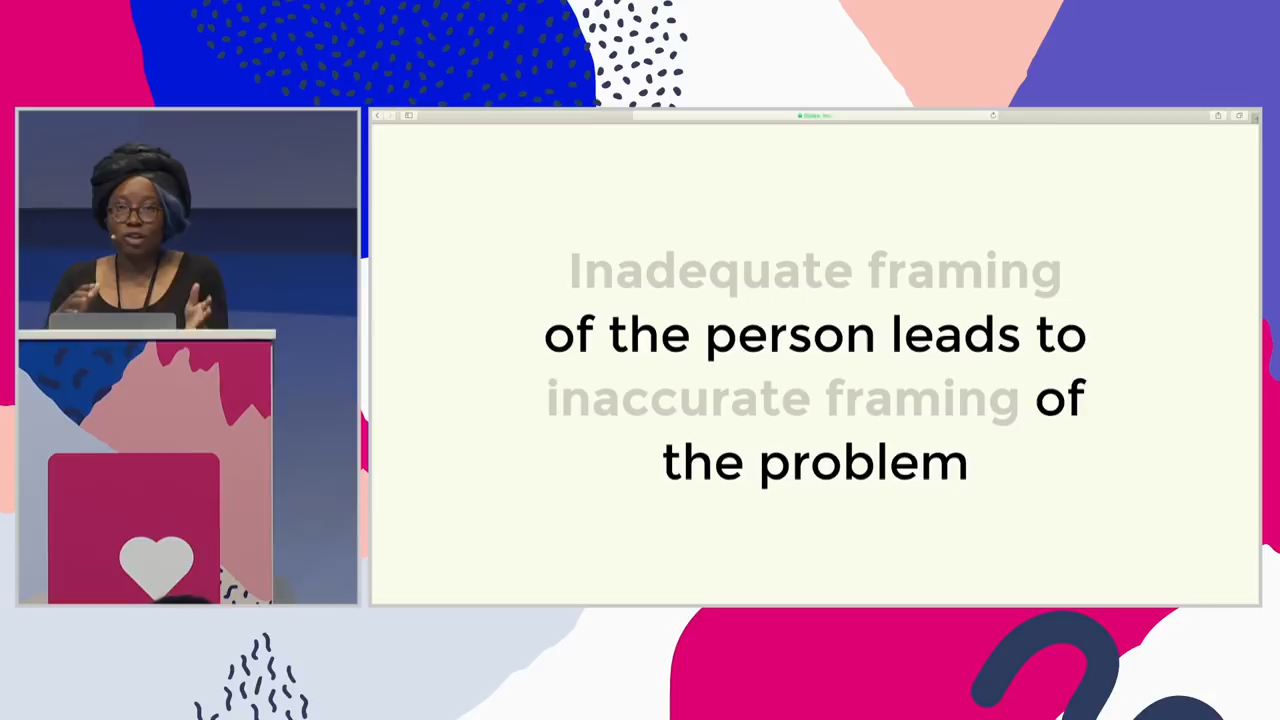 Inadequate framing
of the person leads to
inaccurate framing of
the problem